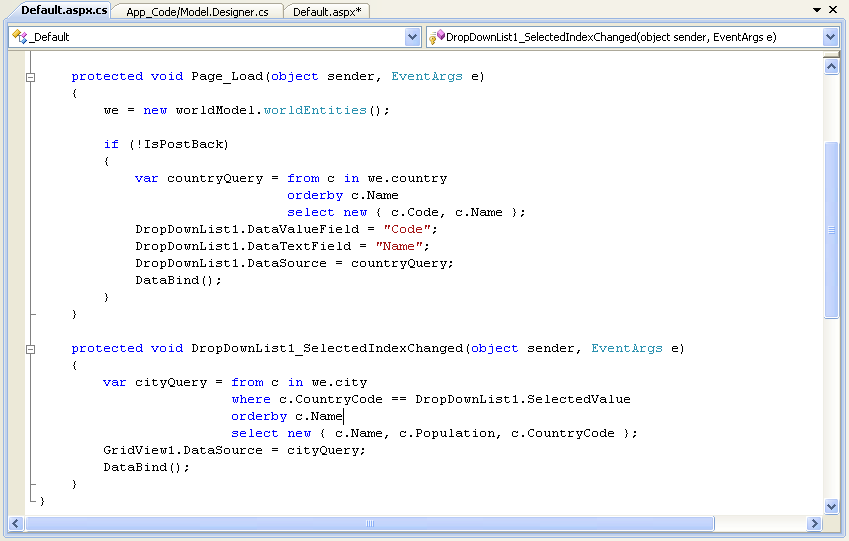 Default.aspx.cs App_Code/Model.Designer.cs Default.aspx*
_Default DropDownList1_SelectedIndexChanged(object sender, EventArgs e)
protected void Page_Load(object sender, EventArgs e)
{
we = new worldModel.worldEntities();
if (!IsPostBack)
{
var countryQuery = from c in we.country
orderby c.Name
select new { c.Code, c.Name };
DropDownList1.DataValueField = "Code";
DropDownList1.DataTextField = "Name";
DropDownList1.DataSource = countryQuery;
DataBind();
}
}
protected void DropDownList1_SelectedIndexChanged(object sender, EventArgs e)
{
var cityQuery = from c in we.city
where c.CountryCode == DropDownList1.SelectedValue
orderby c.Name
select new { c.Name, c.Population, c.CountryCode };
GridView1.DataSource = cityQuery;
DataBind();
}
}